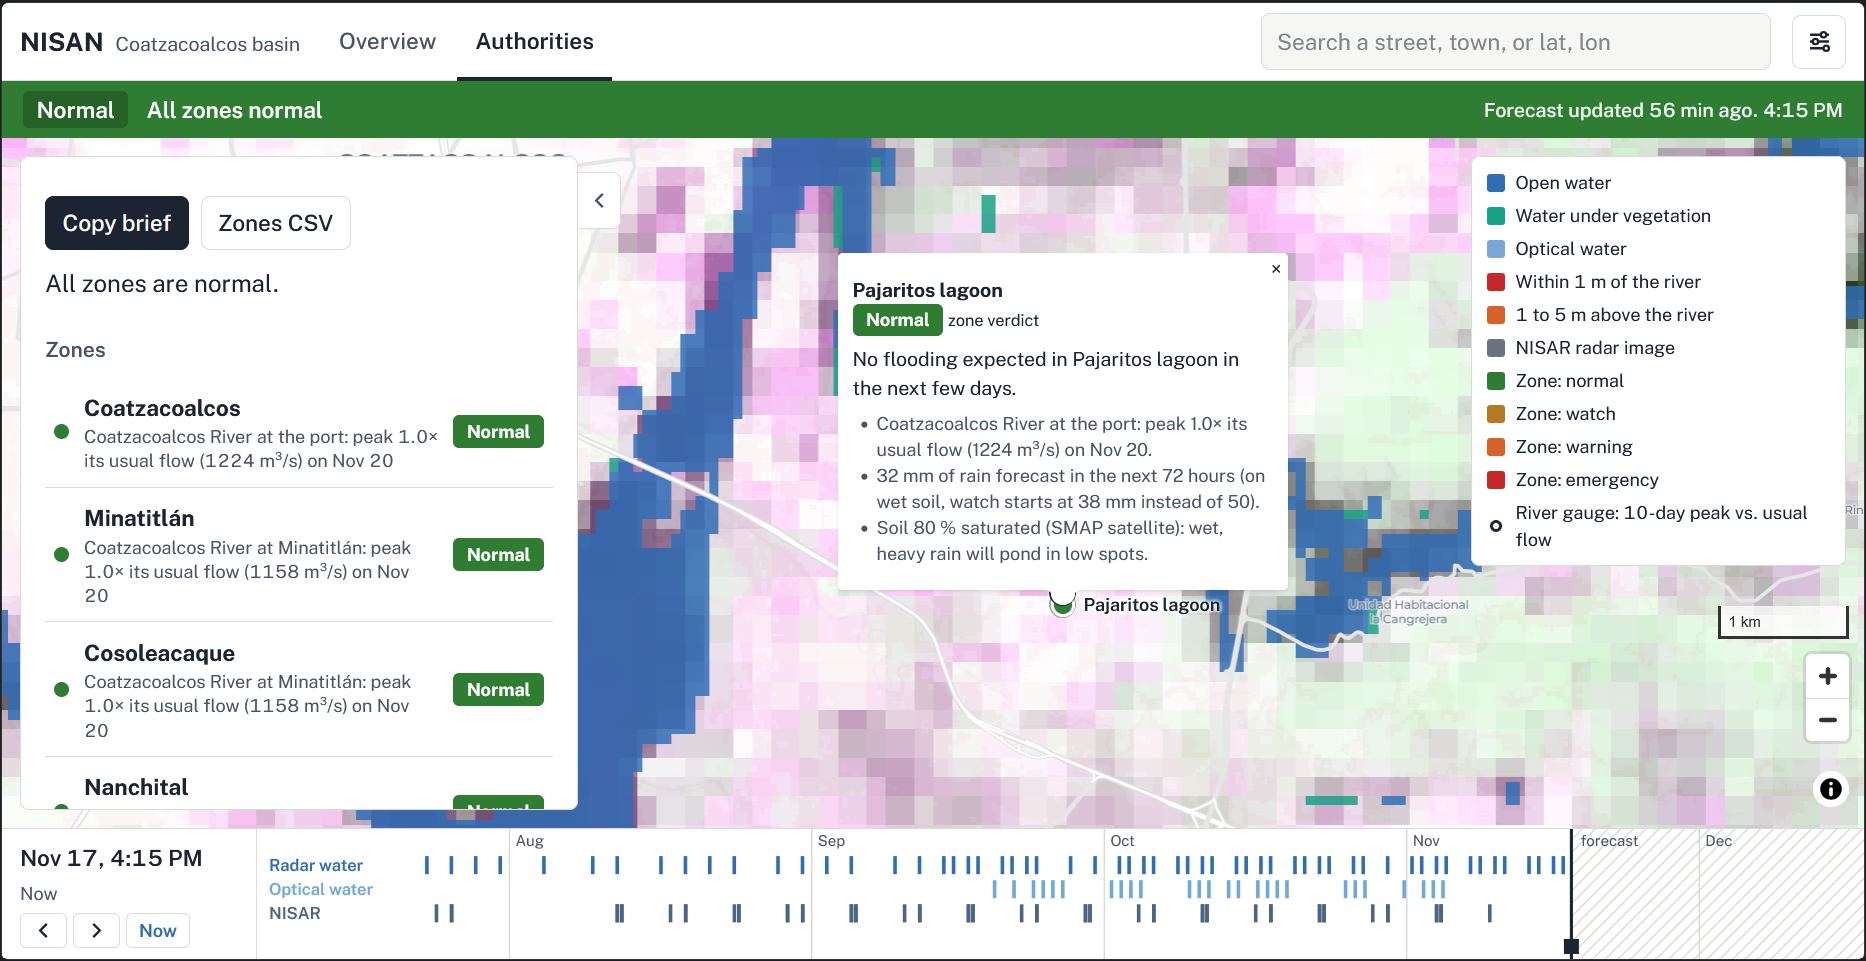 NISAN Coatzacoalcos basin Overview Authorities
Search a street, town, or lat, lon
Normal All zones normal
Forecast updated 56 min ago. 4:15 PM
Copy brief Zones CSV
All zones are normal.
Zones
Coatzacoalcos
Coatzacoalcos River at the port: peak 1.0×
its usual flow (1224 m³/s) on Nov 20
Normal
Minatitlán
Coatzacoalcos River at Minatitlán: peak
1.0× its usual flow (1158 m³/s) on Nov
20
Normal
Cosoleacaque
Coatzacoalcos River at Minatitlán: peak
1.0× its usual flow (1158 m³/s) on Nov
20
Normal
Nanchital
Normal
×
Pajaritos lagoon
Normal zone verdict
No flooding expected in Pajaritos lagoon in
the next few days.
• Coatzacoalcos River at the port: peak 1.0× its
usual flow (1224 m³/s) on Nov 20.
• 32 mm of rain forecast in the next 72 hours (on
wet soil, watch starts at 38 mm instead of 50).
• Soil 80 % saturated (SMAP satellite): wet,
heavy rain will pond in low spots.
Pajaritos lagoon
Unidad Habitacional
la Cangrejera
Open water
Water under vegetation
Optical water
Within 1 m of the river
1 to 5 m above the river
NISAR radar image
Zone: normal
Zone: watch
Zone: warning
Zone: emergency
River gauge: 10-day peak vs. usual
flow
1 km
Nov 17, 4:15 PM
Now
Now
Aug Sep Oct Nov forecast Dec
Radar water
Optical water
NISAR